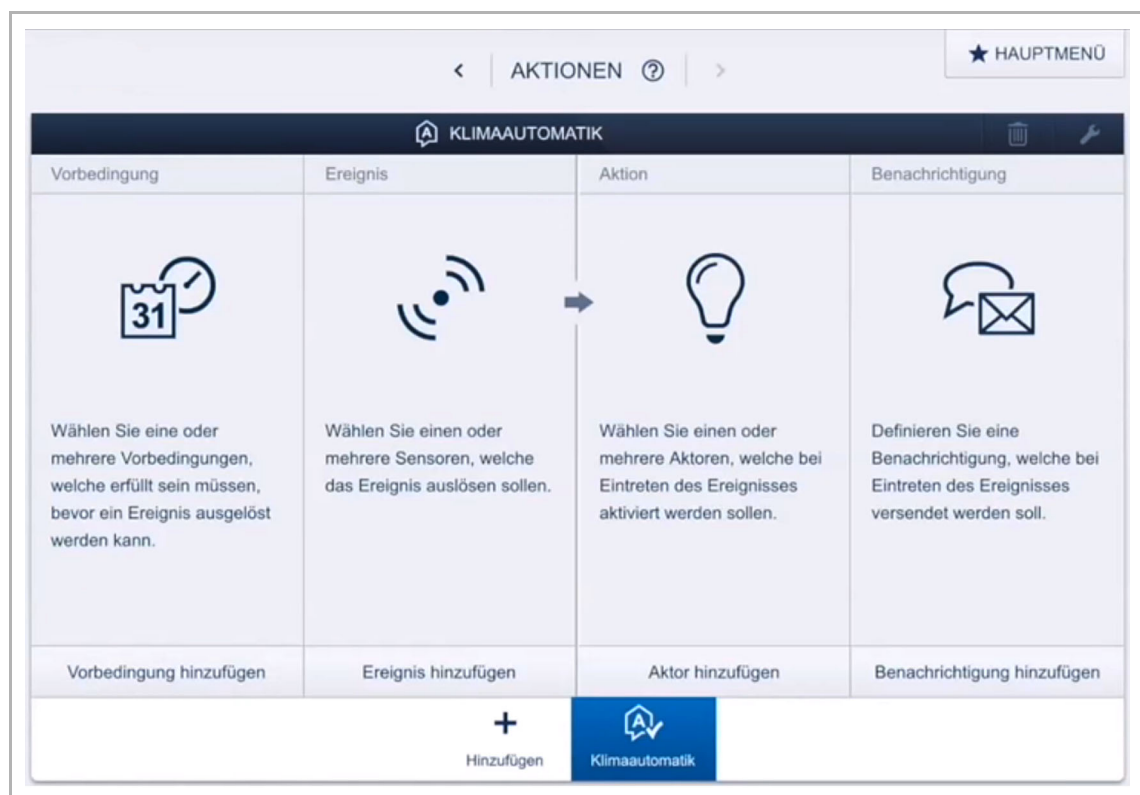 AKTIONEN ?
HAUPTMENÜ
A KLIMAAUTOMATIK
Vorbedingung
Ereignis
Aktion
Benachrichtigung
31
Wählen Sie eine oder
mehrere Vorbedingungen,
welche erfüllt sein müssen,
bevor ein Ereignis ausgelöst
werden kann.
Wählen Sie einen oder
mehrere Sensoren, welche
das Ereignis auslösen sollen.
Wählen Sie einen oder
mehrere Aktoren, welche bei
Eintreten des Ereignisses
aktiviert werden sollen.
Definieren Sie eine
Benachrichtigung, welche bei
Eintreten des Ereignisses
versendet werden soll.
Vorbedingung hinzufügen
Ereignis hinzufügen
Aktor hinzufügen
Benachrichtigung hinzufügen
Hinzufügen
A
Klimaautomatik